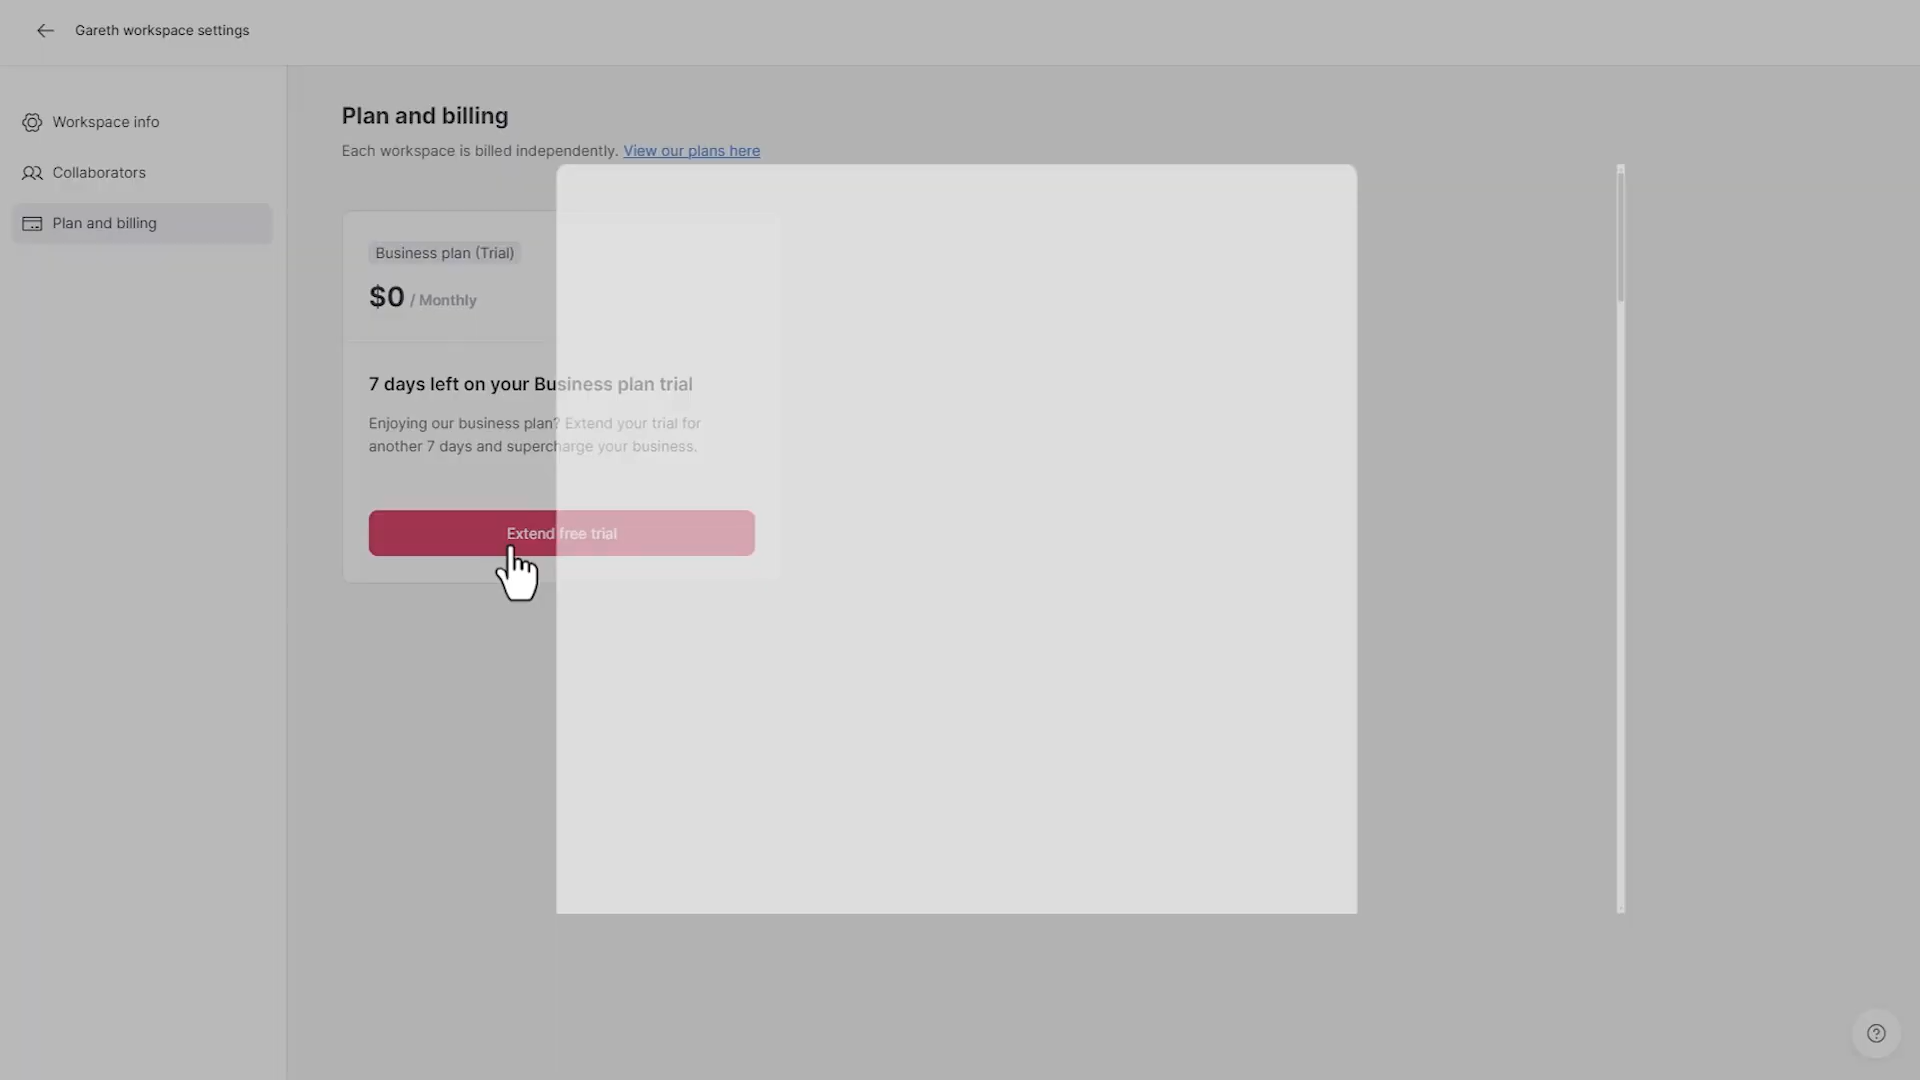 Gareth workspace settings
Workspace info
Collaborators
Plan and billing
Plan and billing
Each workspace is billed independently. View our plans here
Business plan (Trial)
$0 / Monthly
7 days left on your Business plan trial
Enjoying our business plan? Extend your trial for
another 7 days and supercharge your business.
Extend free trial